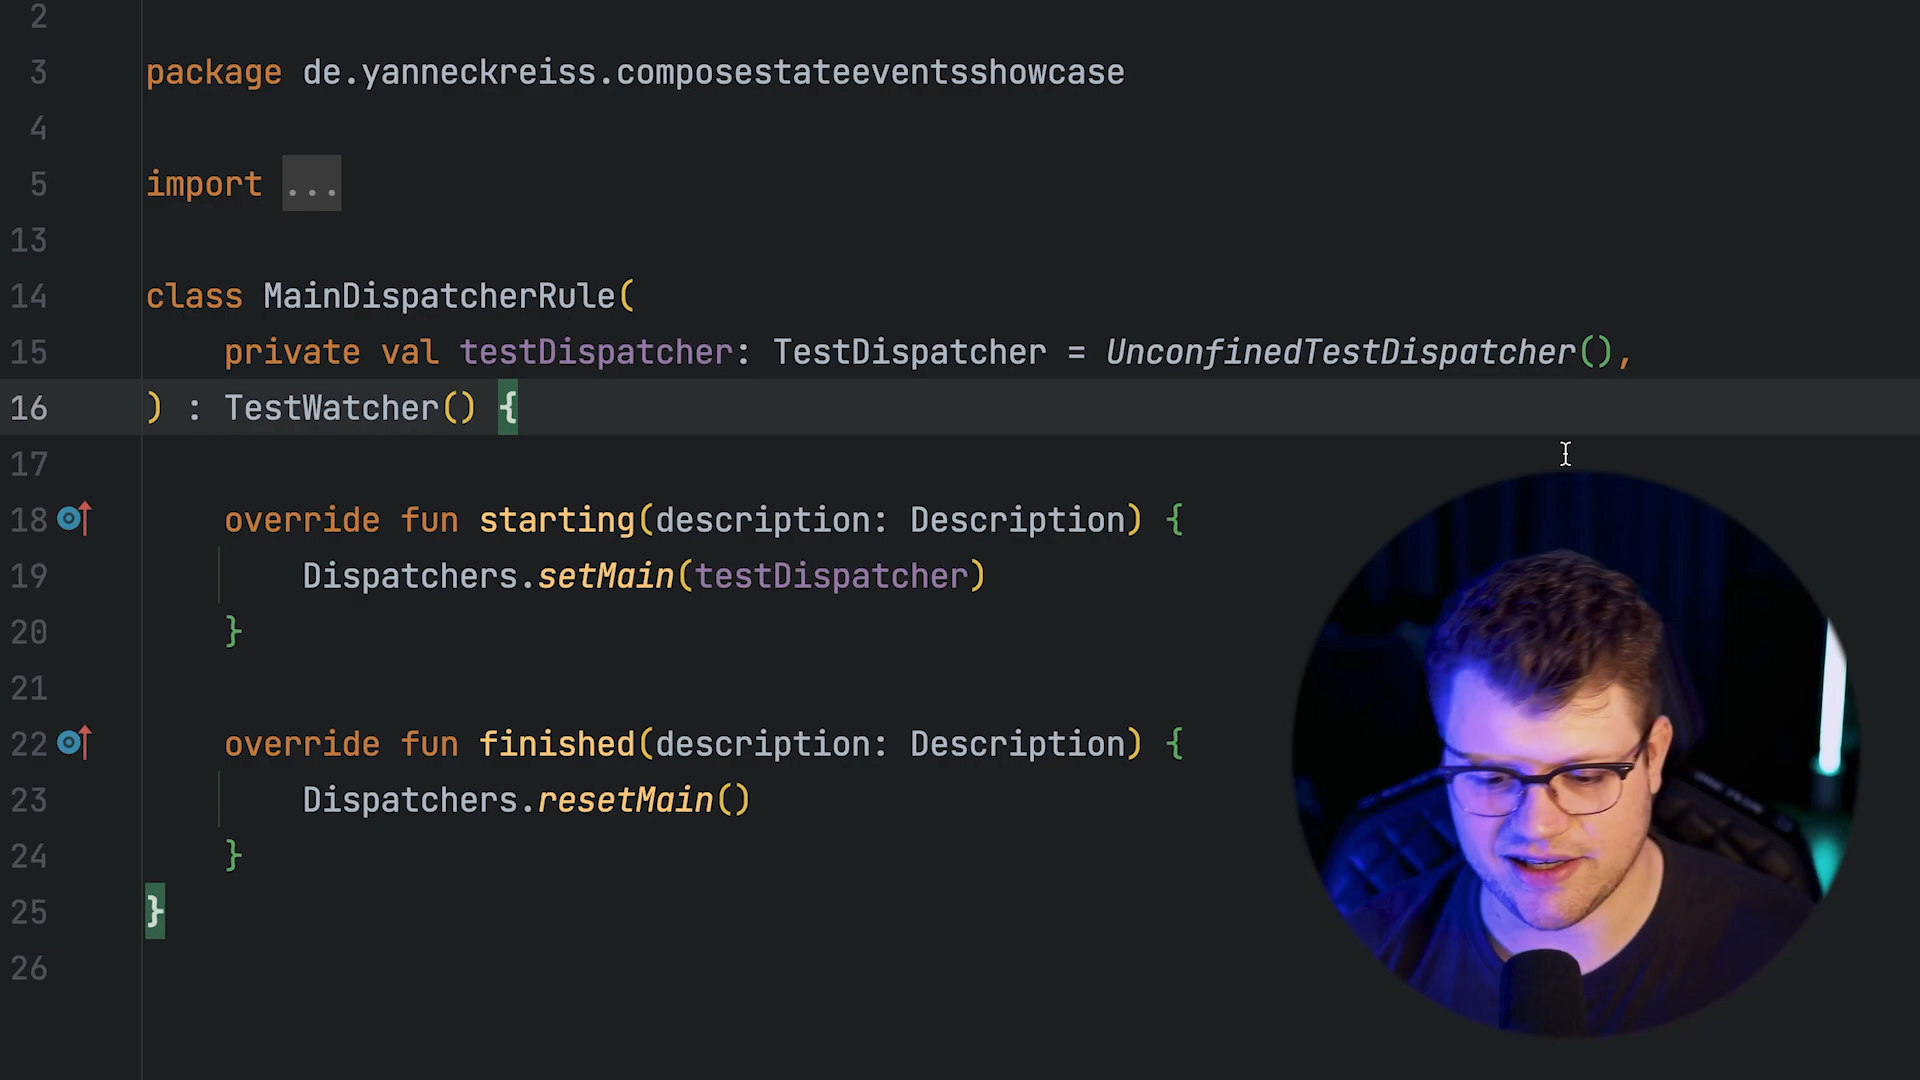 2
3 package de.yanneckreiss.composestateeventsshowcase
4
5 import ...
13
14 class MainDispatcherRule(
15 private val testDispatcher: TestDispatcher = UnconfinedTestDispatcher(),
16 ) : TestWatcher() {
17
18 override fun starting(description: Description) {
19 Dispatchers.setMain(testDispatcher)
20 }
21
22 override fun finished(description: Description) {
23 Dispatchers.resetMain()
24 }
25 }
26